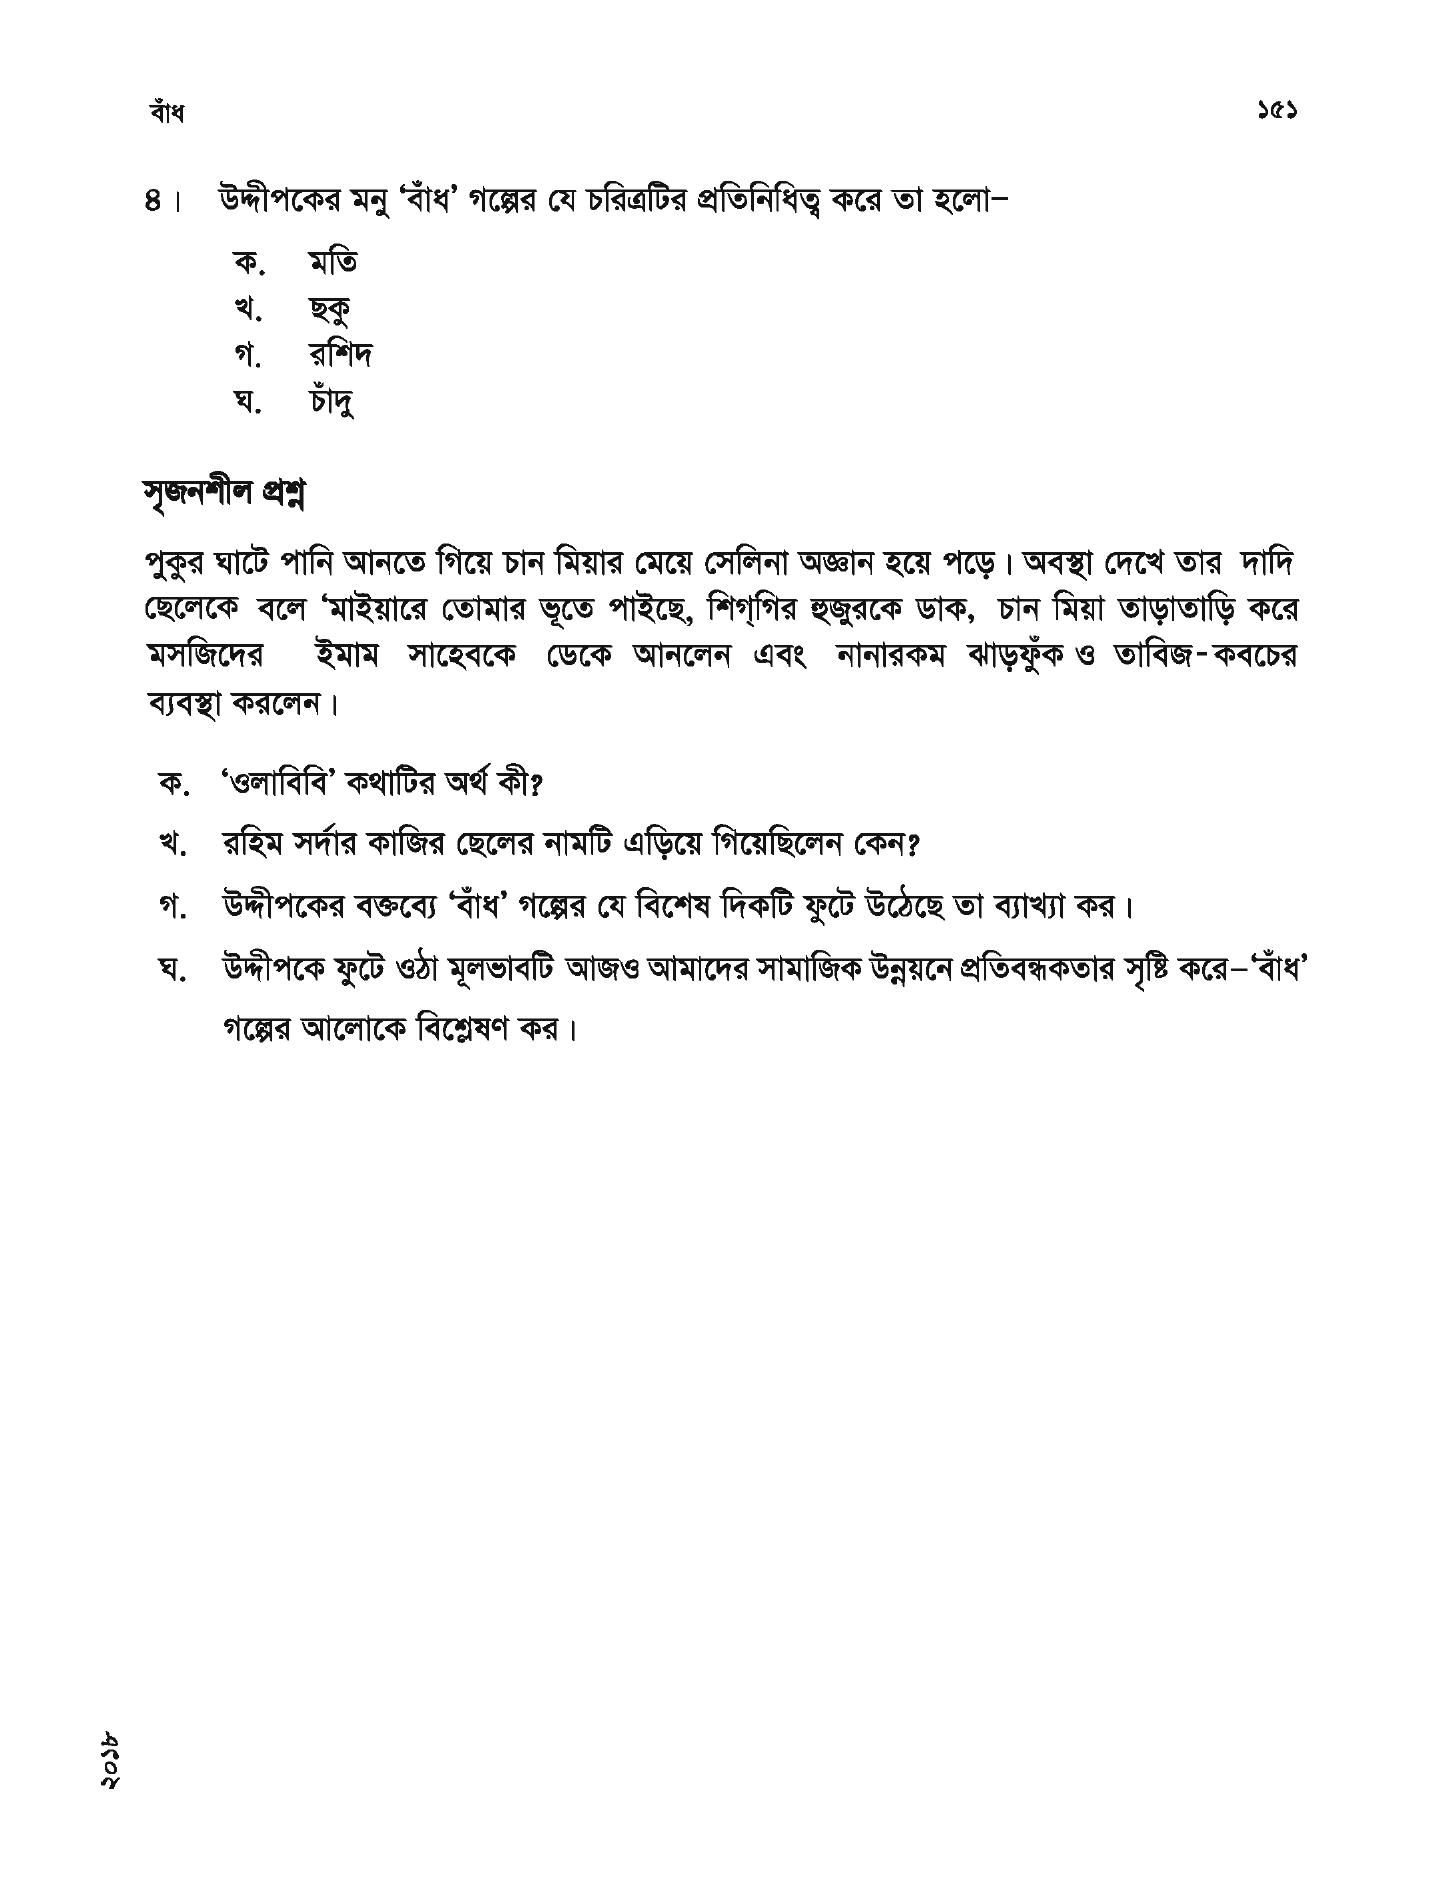 বাঁধ ১৫১
৪। উদ্দীপকের মনু ‘বাঁধ’ গল্পের যে চরিত্রটির প্রতিনিধিত্ব করে তা হলো–
ক. মতি
খ. ছকু
গ. রশিদ
ঘ. চাঁদু
সৃজনশীল প্রশ্ন
পুকুর ঘাটে পানি আনতে গিয়ে চান মিয়ার মেয়ে সেলিনা অজ্ঞান হয়ে পড়ে। অবস্থা দেখে তার দাদি
ছেলেকে বলে ‘মাইয়ারে তোমার ভূতে পাইছে, শিগ্‌গির হুজুরকে ডাক, চান মিয়া তাড়াতাড়ি করে
মসজিদের ইমাম সাহেবকে ডেকে আনলেন এবং নানারকম ঝাড়ফুঁক ও তাবিজ-কবচের
ব্যবস্থা করলেন।
ক. ‘ওলাবিবি’ কথাটির অর্থ কী?
খ. রহিম সর্দার কাজির ছেলের নামটি এড়িয়ে গিয়েছিলেন কেন?
গ. উদ্দীপকের বক্তব্যে ‘বাঁধ’ গল্পের যে বিশেষ দিকটি ফুটে উঠেছে তা ব্যাখ্যা কর।
ঘ. উদ্দীপকে ফুটে ওঠা মূলভাবটি আজও আমাদের সামাজিক উন্নয়নে প্রতিবন্ধকতার সৃষ্টি করে–‘বাঁধ’
গল্পের আলোকে বিশ্লেষণ কর।
২০১৮